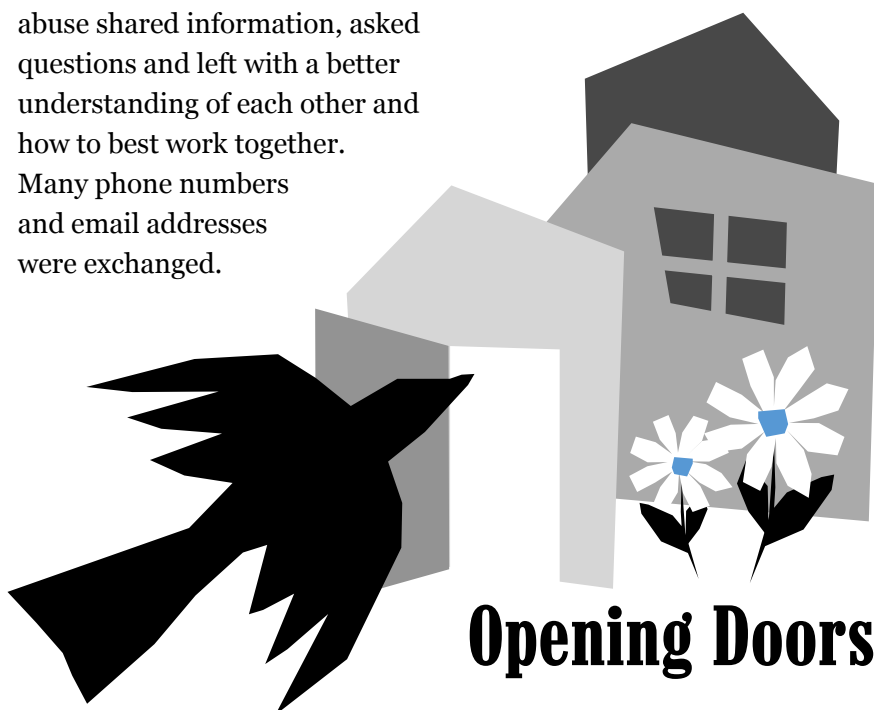 abuse shared information, asked
questions and left with a better
understanding of each other and
how to best work together.
Many phone numbers
and email addresses
were exchanged.
Opening Doors